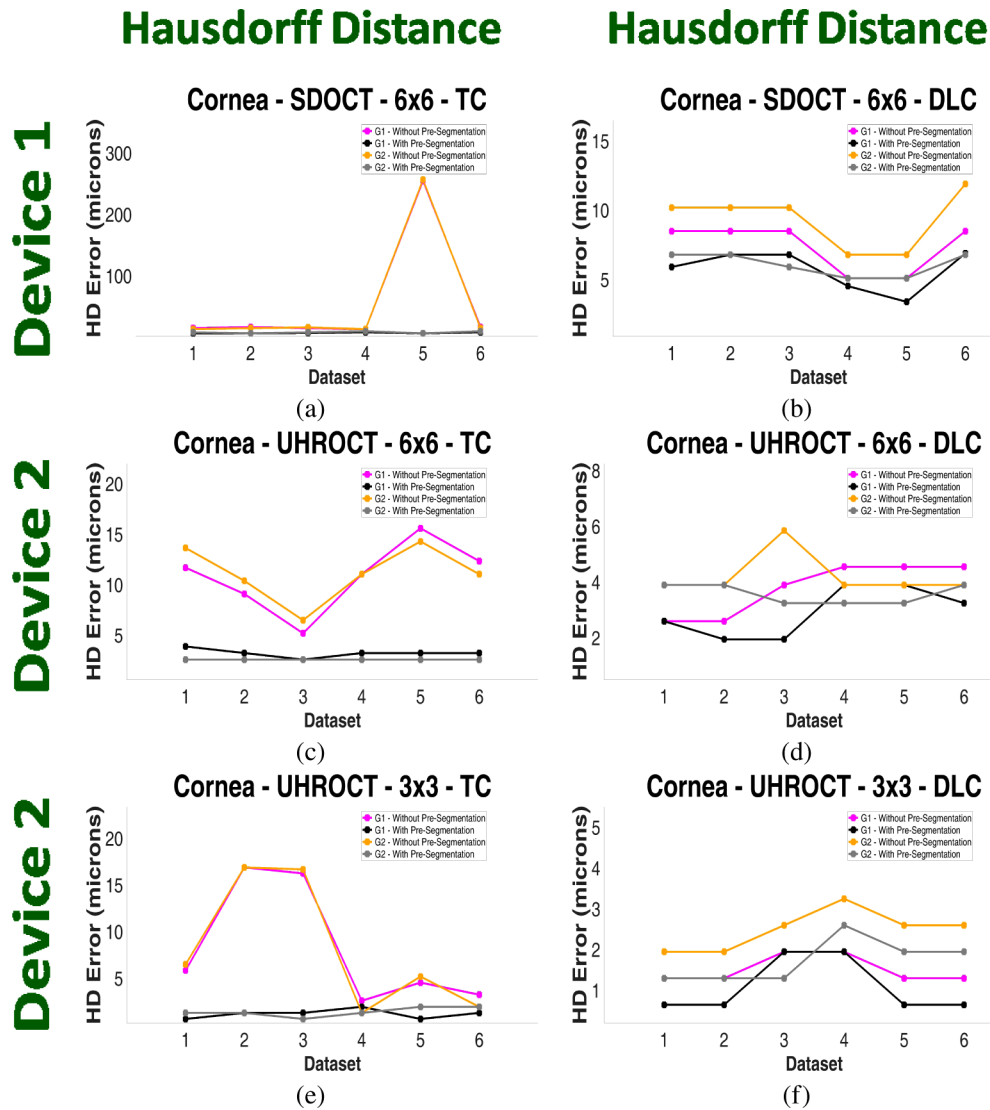 Hausdorff Distance
Hausdorff Distance
Device 1
Cornea - SDOCT - 6x6 - TC
HD Error (microns)
300
200
100
G1 - Without Pre-Segmentation
G1 - With Pre-Segmentation
G2 - Without Pre-Segmentation
G2 - With Pre-Segmentation
1 2 3 4 5 6
Dataset
(a)
Cornea - SDOCT - 6x6 - DLC
HD Error (microns)
15
10
5
G1 - Without Pre-Segmentation
G1 - With Pre-Segmentation
G2 - Without Pre-Segmentation
G2 - With Pre-Segmentation
1 2 3 4 5 6
Dataset
(b)
Device 2
Cornea - UHROCT - 6x6 - TC
HD Error (microns)
20
15
10
5
G1 - Without Pre-Segmentation
G1 - With Pre-Segmentation
G2 - Without Pre-Segmentation
G2 - With Pre-Segmentation
1 2 3 4 5 6
Dataset
(c)
Cornea - UHROCT - 6x6 - DLC
HD Error (microns)
8
6
4
2
G1 - Without Pre-Segmentation
G1 - With Pre-Segmentation
G2 - Without Pre-Segmentation
G2 - With Pre-Segmentation
1 2 3 4 5 6
Dataset
(d)
Device 2
Cornea - UHROCT - 3x3 - TC
HD Error (microns)
20
15
10
5
G1 - Without Pre-Segmentation
G1 - With Pre-Segmentation
G2 - Without Pre-Segmentation
G2 - With Pre-Segmentation
1 2 3 4 5 6
Dataset
(e)
Cornea - UHROCT - 3x3 - DLC
HD Error (microns)
5
4
3
2
1
G1 - Without Pre-Segmentation
G1 - With Pre-Segmentation
G2 - Without Pre-Segmentation
G2 - With Pre-Segmentation
1 2 3 4 5 6
Dataset
(f)